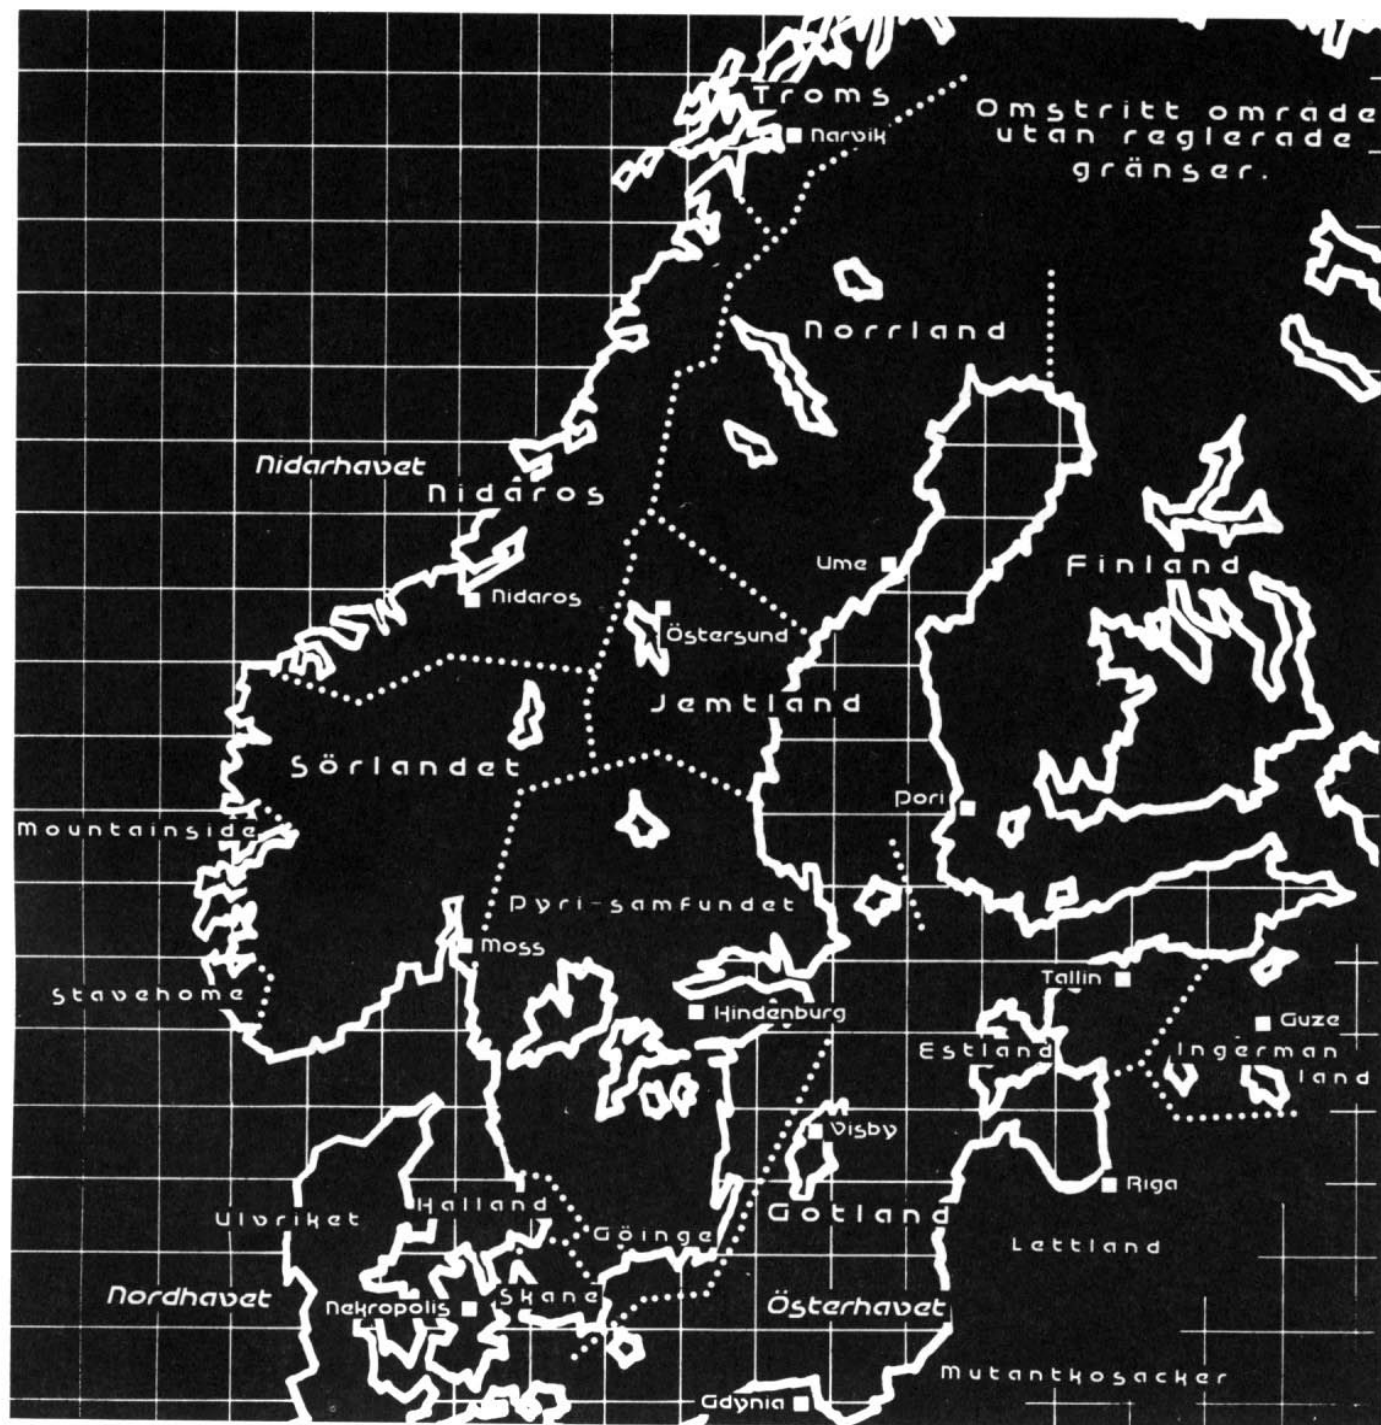 Troms
Omstritt område
utan reglerade
gränser.
Narvik
Norrland
Nidarhavet
Nidaros
Ume
Finland
Nidaros
Östersund
Jemtland
Sörlandet
Pori
Mountainside
Pyri-samfundet
Moss
Tallin
Stavehome
Hindenburg
Guze
Estland
Ingerman
land
Visby
Riga
Halland
Ulvriket
Gotland
Göinge
Lettland
Nordhavet
Skåne
Nekropolis
Österhavet
Mutantkosacker
Gdynia